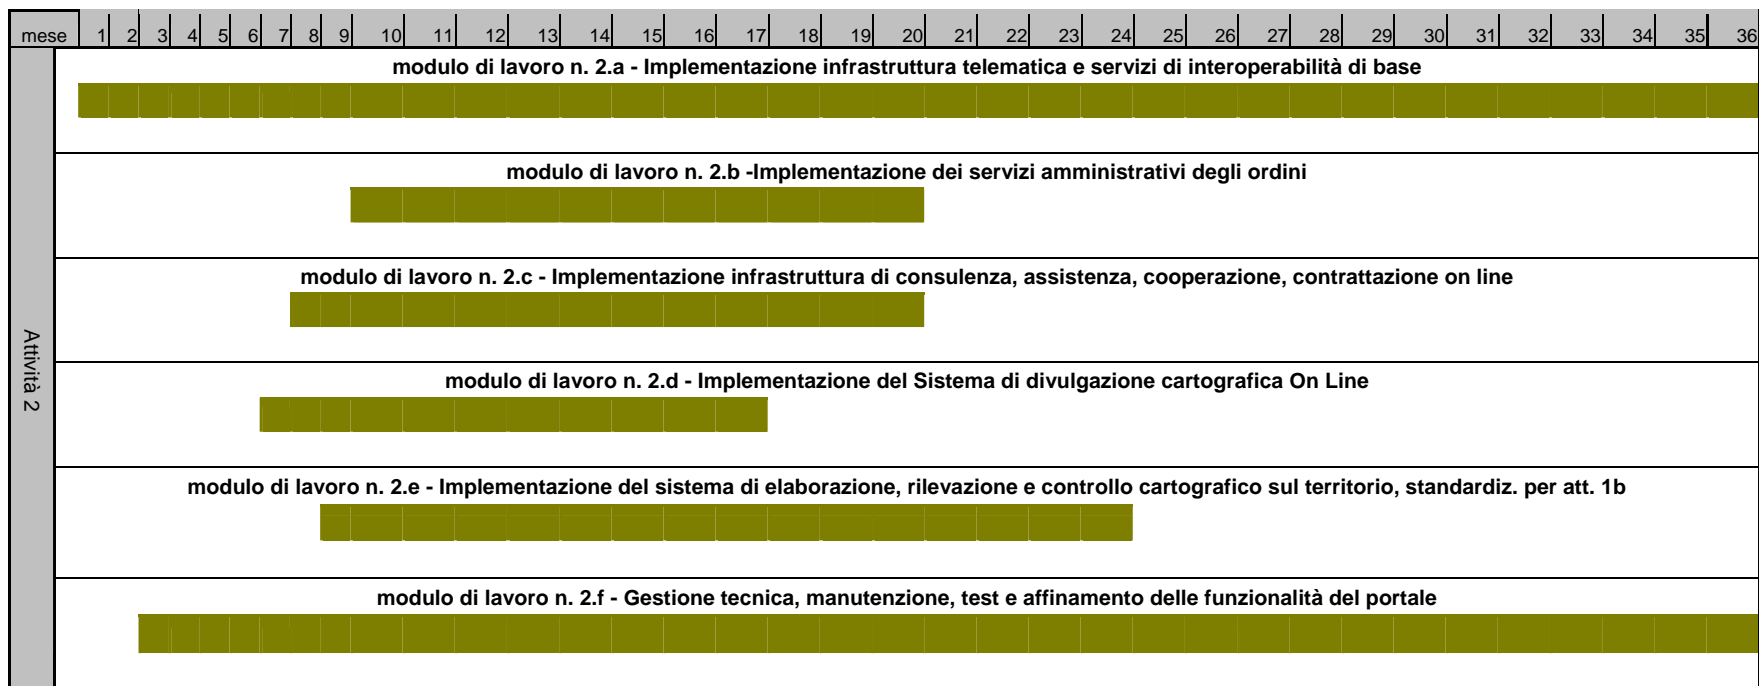 mese 1 2 3 4 5 6 7 8 9 10 11 12 13 14 15 16 17 18 19 20 21 22 23 24 25 26 27 28 29 30 31 32 33 34 35 36
Attività 2
modulo di lavoro n. 2.a - Implementazione infrastruttura telematica e servizi di interoperabilità di base
modulo di lavoro n. 2.b -Implementazione dei servizi amministrativi degli ordini
modulo di lavoro n. 2.c - Implementazione infrastruttura di consulenza, assistenza, cooperazione, contrattazione on line
modulo di lavoro n. 2.d - Implementazione del Sistema di divulgazione cartografica On Line
modulo di lavoro n. 2.e - Implementazione del sistema di elaborazione, rilevazione e controllo cartografico sul territorio, standardiz. per att. 1b
modulo di lavoro n. 2.f - Gestione tecnica, manutenzione, test e affinamento delle funzionalità del portale